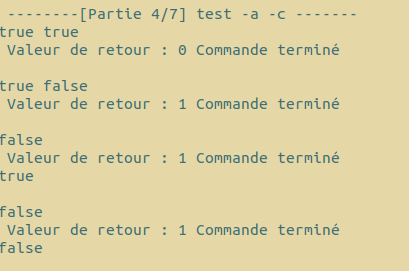 --------[Partie 4/7] test -a -c -------
true true
Valeur de retour : 0 Commande terminé
true false
Valeur de retour : 1 Commande terminé
false
Valeur de retour : 1 Commande terminé
true
false
Valeur de retour : 1 Commande terminé
false